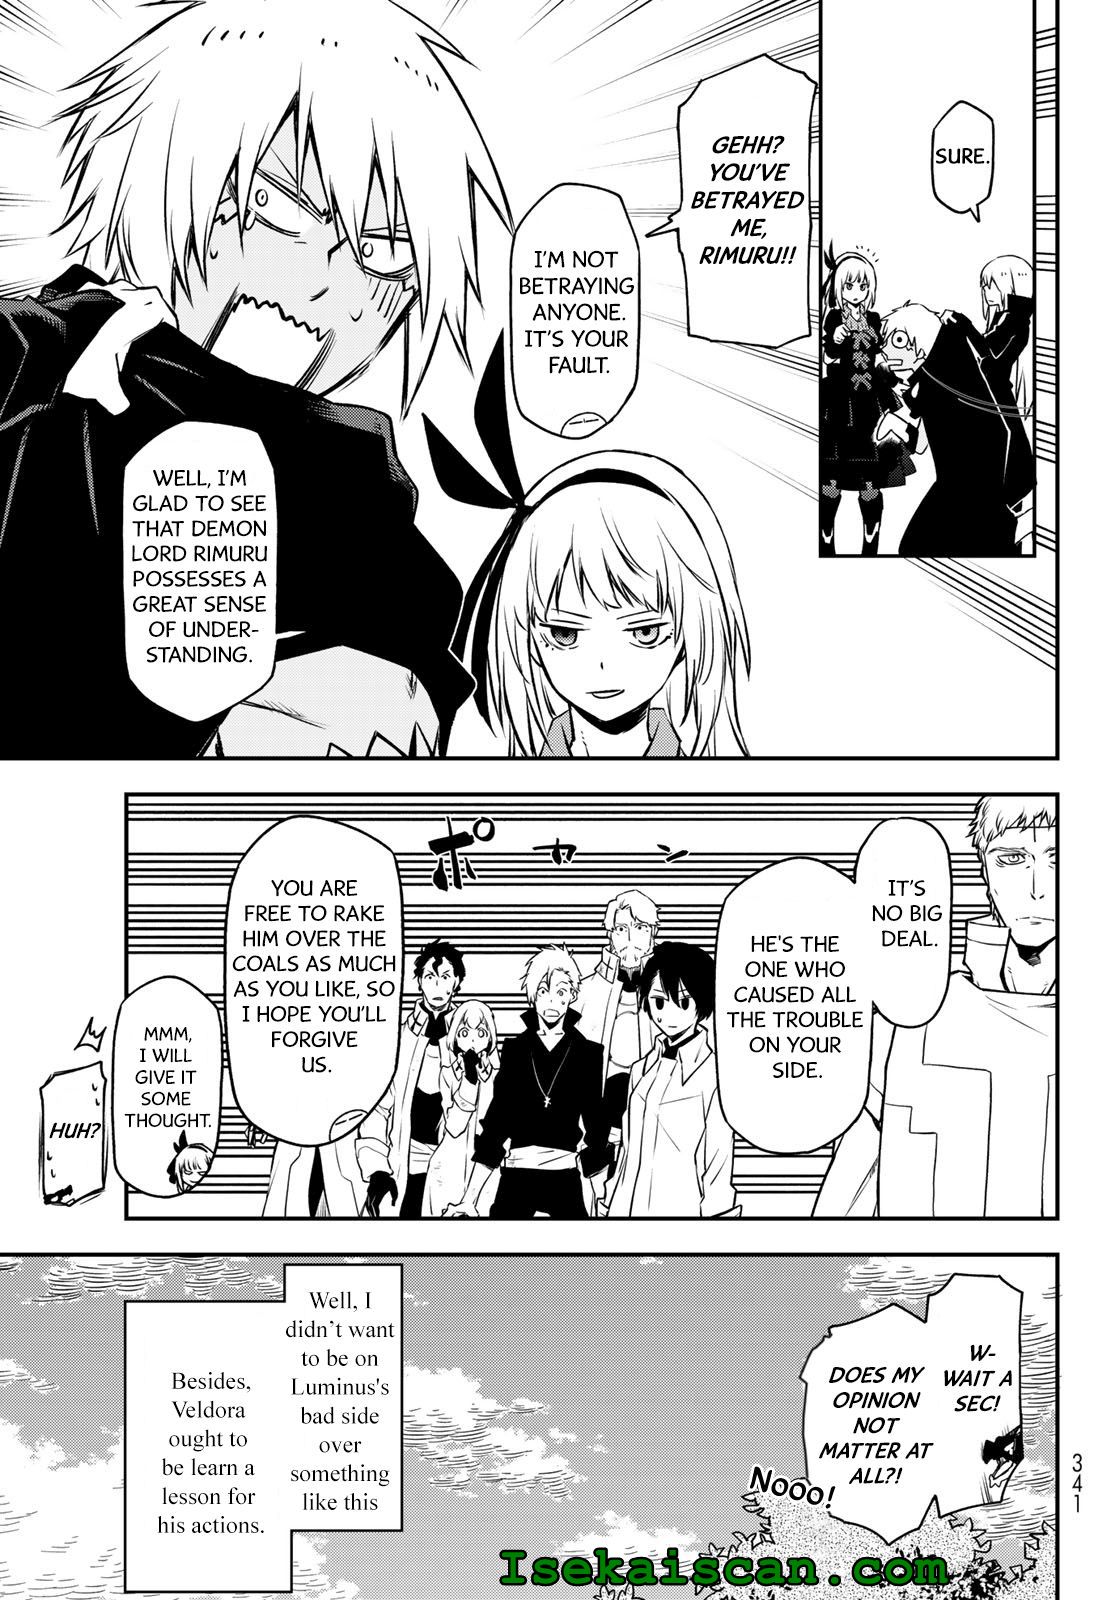 SURE.
GEHH?
YOU'VE
BETRAYED
ME,
RIMURU!!
I'M NOT
BETRAYING
ANYONE.
IT'S YOUR
FAULT.
WELL, I'M
GLAD TO SEE
THAT DEMON
LORD RIMURU
POSSESSES A
GREAT SENSE
OF UNDER-
STANDING.
IT'S
NO BIG
DEAL.
HE'S THE
ONE WHO
CAUSED ALL
THE TROUBLE
ON YOUR
SIDE.
ポカン
YOU ARE
FREE TO RAKE
HIM OVER THE
COALS AS MUCH
AS YOU LIKE, SO
I HOPE YOU'LL
FORGIVE
US.
MMM,
I WILL
GIVE IT
SOME
THOUGHT.
HUH?
W-
WAIT A
SEC!
DOES MY
OPINION
NOT
MATTER AT
ALL?!
Nooo!
Well, I
didn't want
to be on
Luminus's
bad side
over
something
like this
Besides,
Veldora
ought to
be learn a
lesson for
his actions.
341
Isekaiscan.com